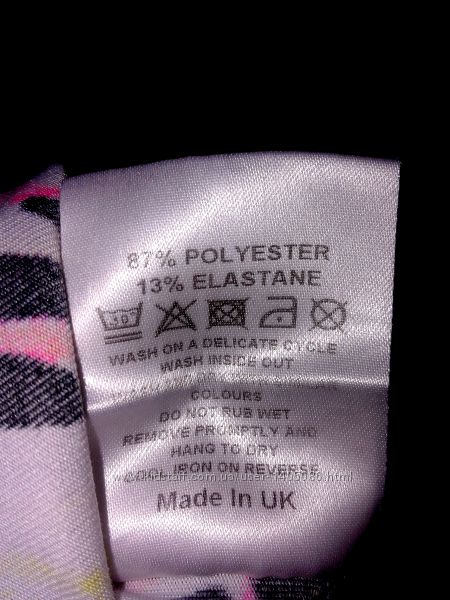 87% POLYESTER
13% ELASTANE
30°
WASH ON A DELICATE CYCLE
WASH INSIDE OUT
COLOURS
DO NOT RUB WET
REMOVE PROMPTLY AND
HANG TO DRY
COOL IRON ON REVERSE
Made In UK